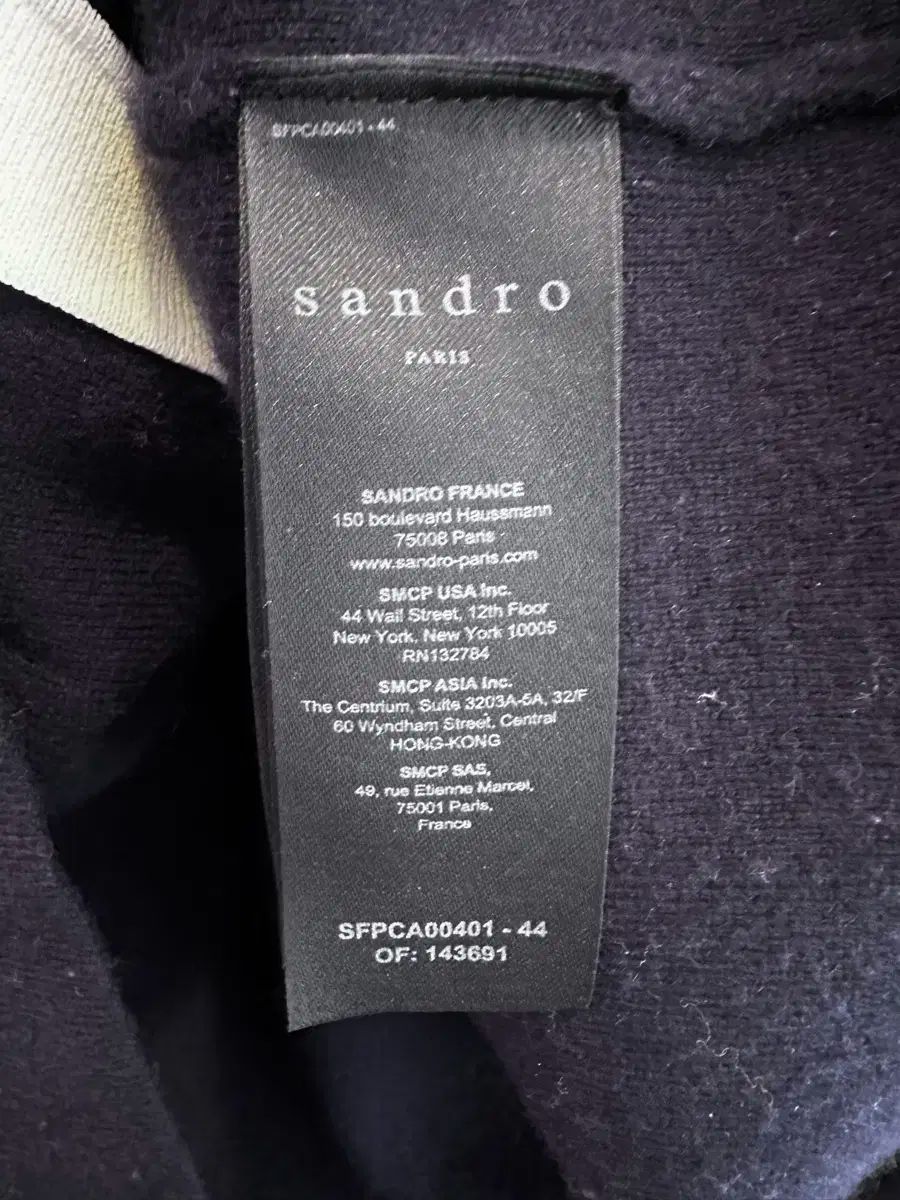 SFPCA00401 - 44
sandro
PARIS
SANDRO FRANCE
150 boulevard Haussmann
75008 Paris
www.sandro-paris.com
SMCP USA Inc.
44 Wall Street, 12th Floor
New York, New York 10005
RN132784
SMCP ASIA Inc.
The Centrium, Suite 3203A-5A, 32/F
60 Wyndham Street, Central
HONG-KONG
SMCP SAS,
49, rue Etienne Marcel,
75001 Paris,
France
SFPCA00401 - 44
OF: 143691